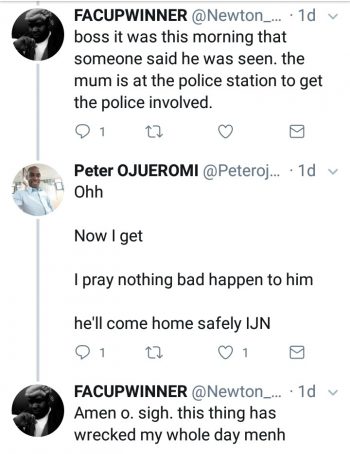 FACUPWINNER @Newton_... · 1d
boss it was this morning that
someone said he was seen. the
mum is at the police station to get
the police involved.
1
Peter OJUEROMI @Peteroj... · 1d
Ohh
Now I get
I pray nothing bad happen to him
he'll come home safely IJN
1 1
FACUPWINNER @Newton_... · 1d
Amen o. sigh. this thing has
wrecked my whole day menh